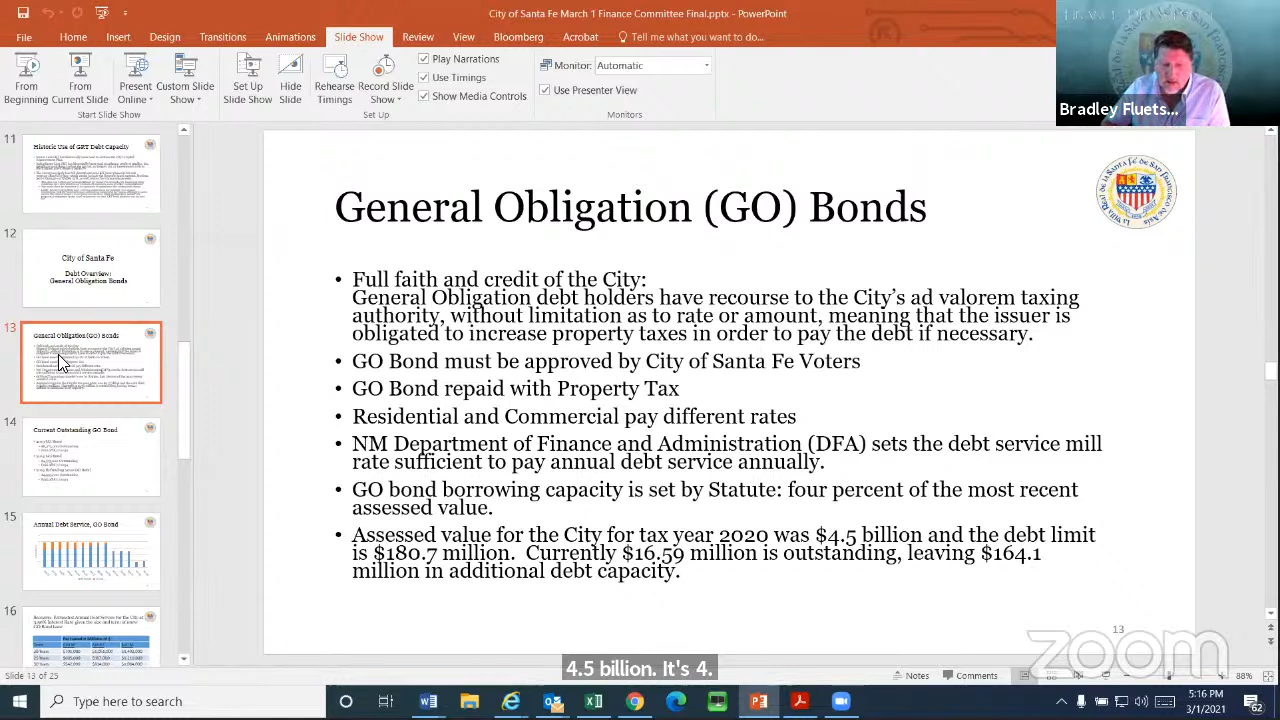 City of Santa Fe March 1 Finance Committee Final.pptx - PowerPoint
File Home Insert Design Transitions Animations Slide Show Review View Bloomberg Acrobat Tell me what you want to do...
From Beginning
From Current Slide
Present Online
Custom Slide Show
Set Up Slide Show
Hide Slide
Rehearse Timings
Record Slide Show
Play Narrations
Use Timings
Show Media Controls
Monitor: Automatic
Use Presenter View
Start Slide Show
Set Up
Monitors
Bradley Fluets...
11
Historic Use of GRT Debt Capacity
12
City of Santa Fe
Debt Overview:
General Obligation Bonds
13
General Obligation (GO) Bonds
14
Current Outstanding GO Bond
15
Annual Debt Service, GO Bond
16
General Obligation (GO) Bonds
• Full faith and credit of the City:
General Obligation debt holders have recourse to the City's ad valorem taxing
authority, without limitation as to rate or amount, meaning that the issuer is
obligated to increase property taxes in order to pay the debt if necessary.
• GO Bond must be approved by City of Santa Fe Voters
• GO Bond repaid with Property Tax
• Residential and Commercial pay different rates
• NM Department of Finance and Administration (DFA) sets the debt service mill
rate sufficient to pay annual debt service annually.
• GO bond borrowing capacity is set by Statute: four percent of the most recent
assessed value.
• Assessed value for the City for tax year 2020 was $4.5 billion and the debt limit
is $180.7 million. Currently $16.59 million is outstanding, leaving $164.1
million in additional debt capacity.
13
zoom
4.5 billion. It's 4.
Slide 13 of 25
Notes
Comments
88%
Type here to search
5:16 PM
3/1/2021
62